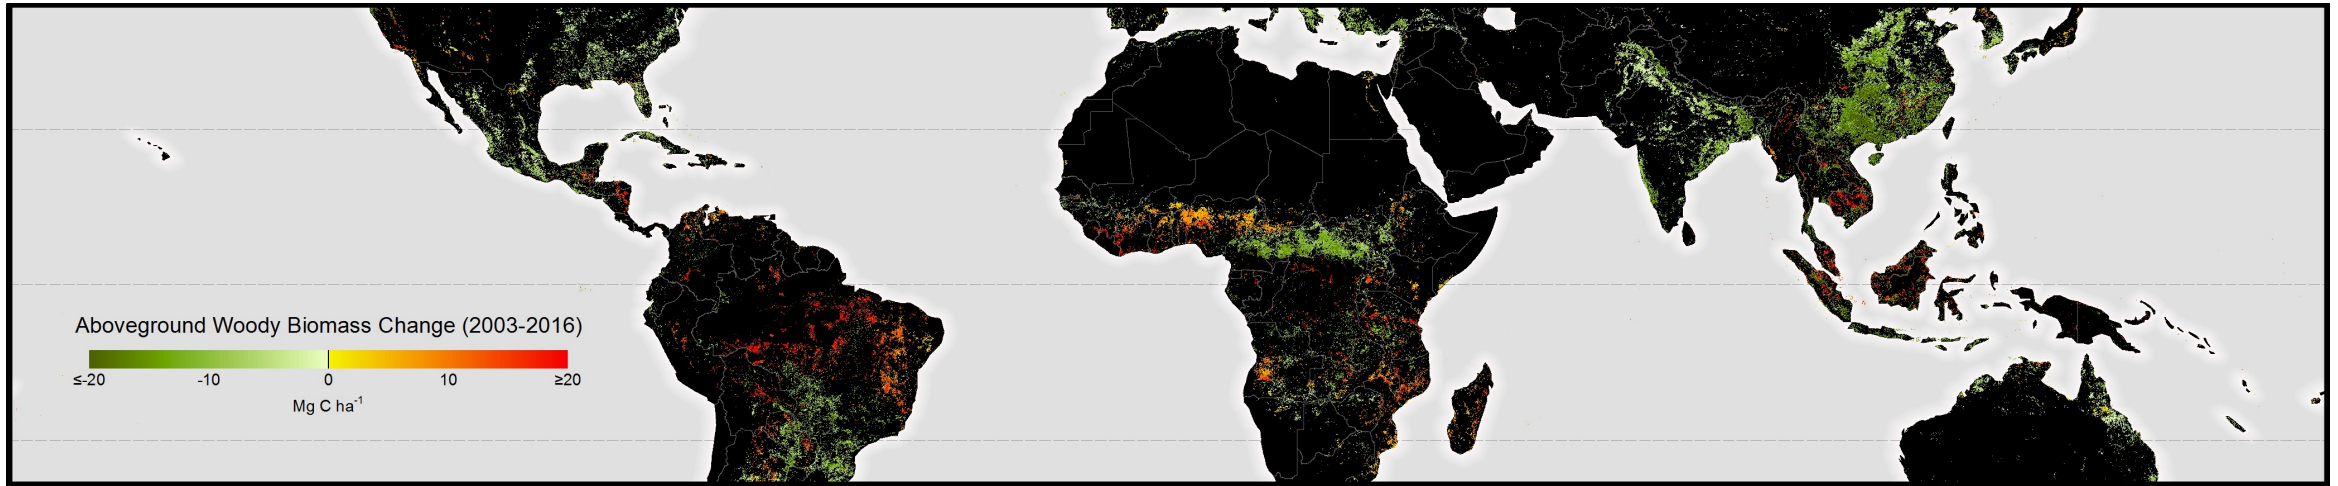 Aboveground Woody Biomass Change (2003-2016)
≤-20 -10 0 10 ≥20
Mg C ha⁻¹